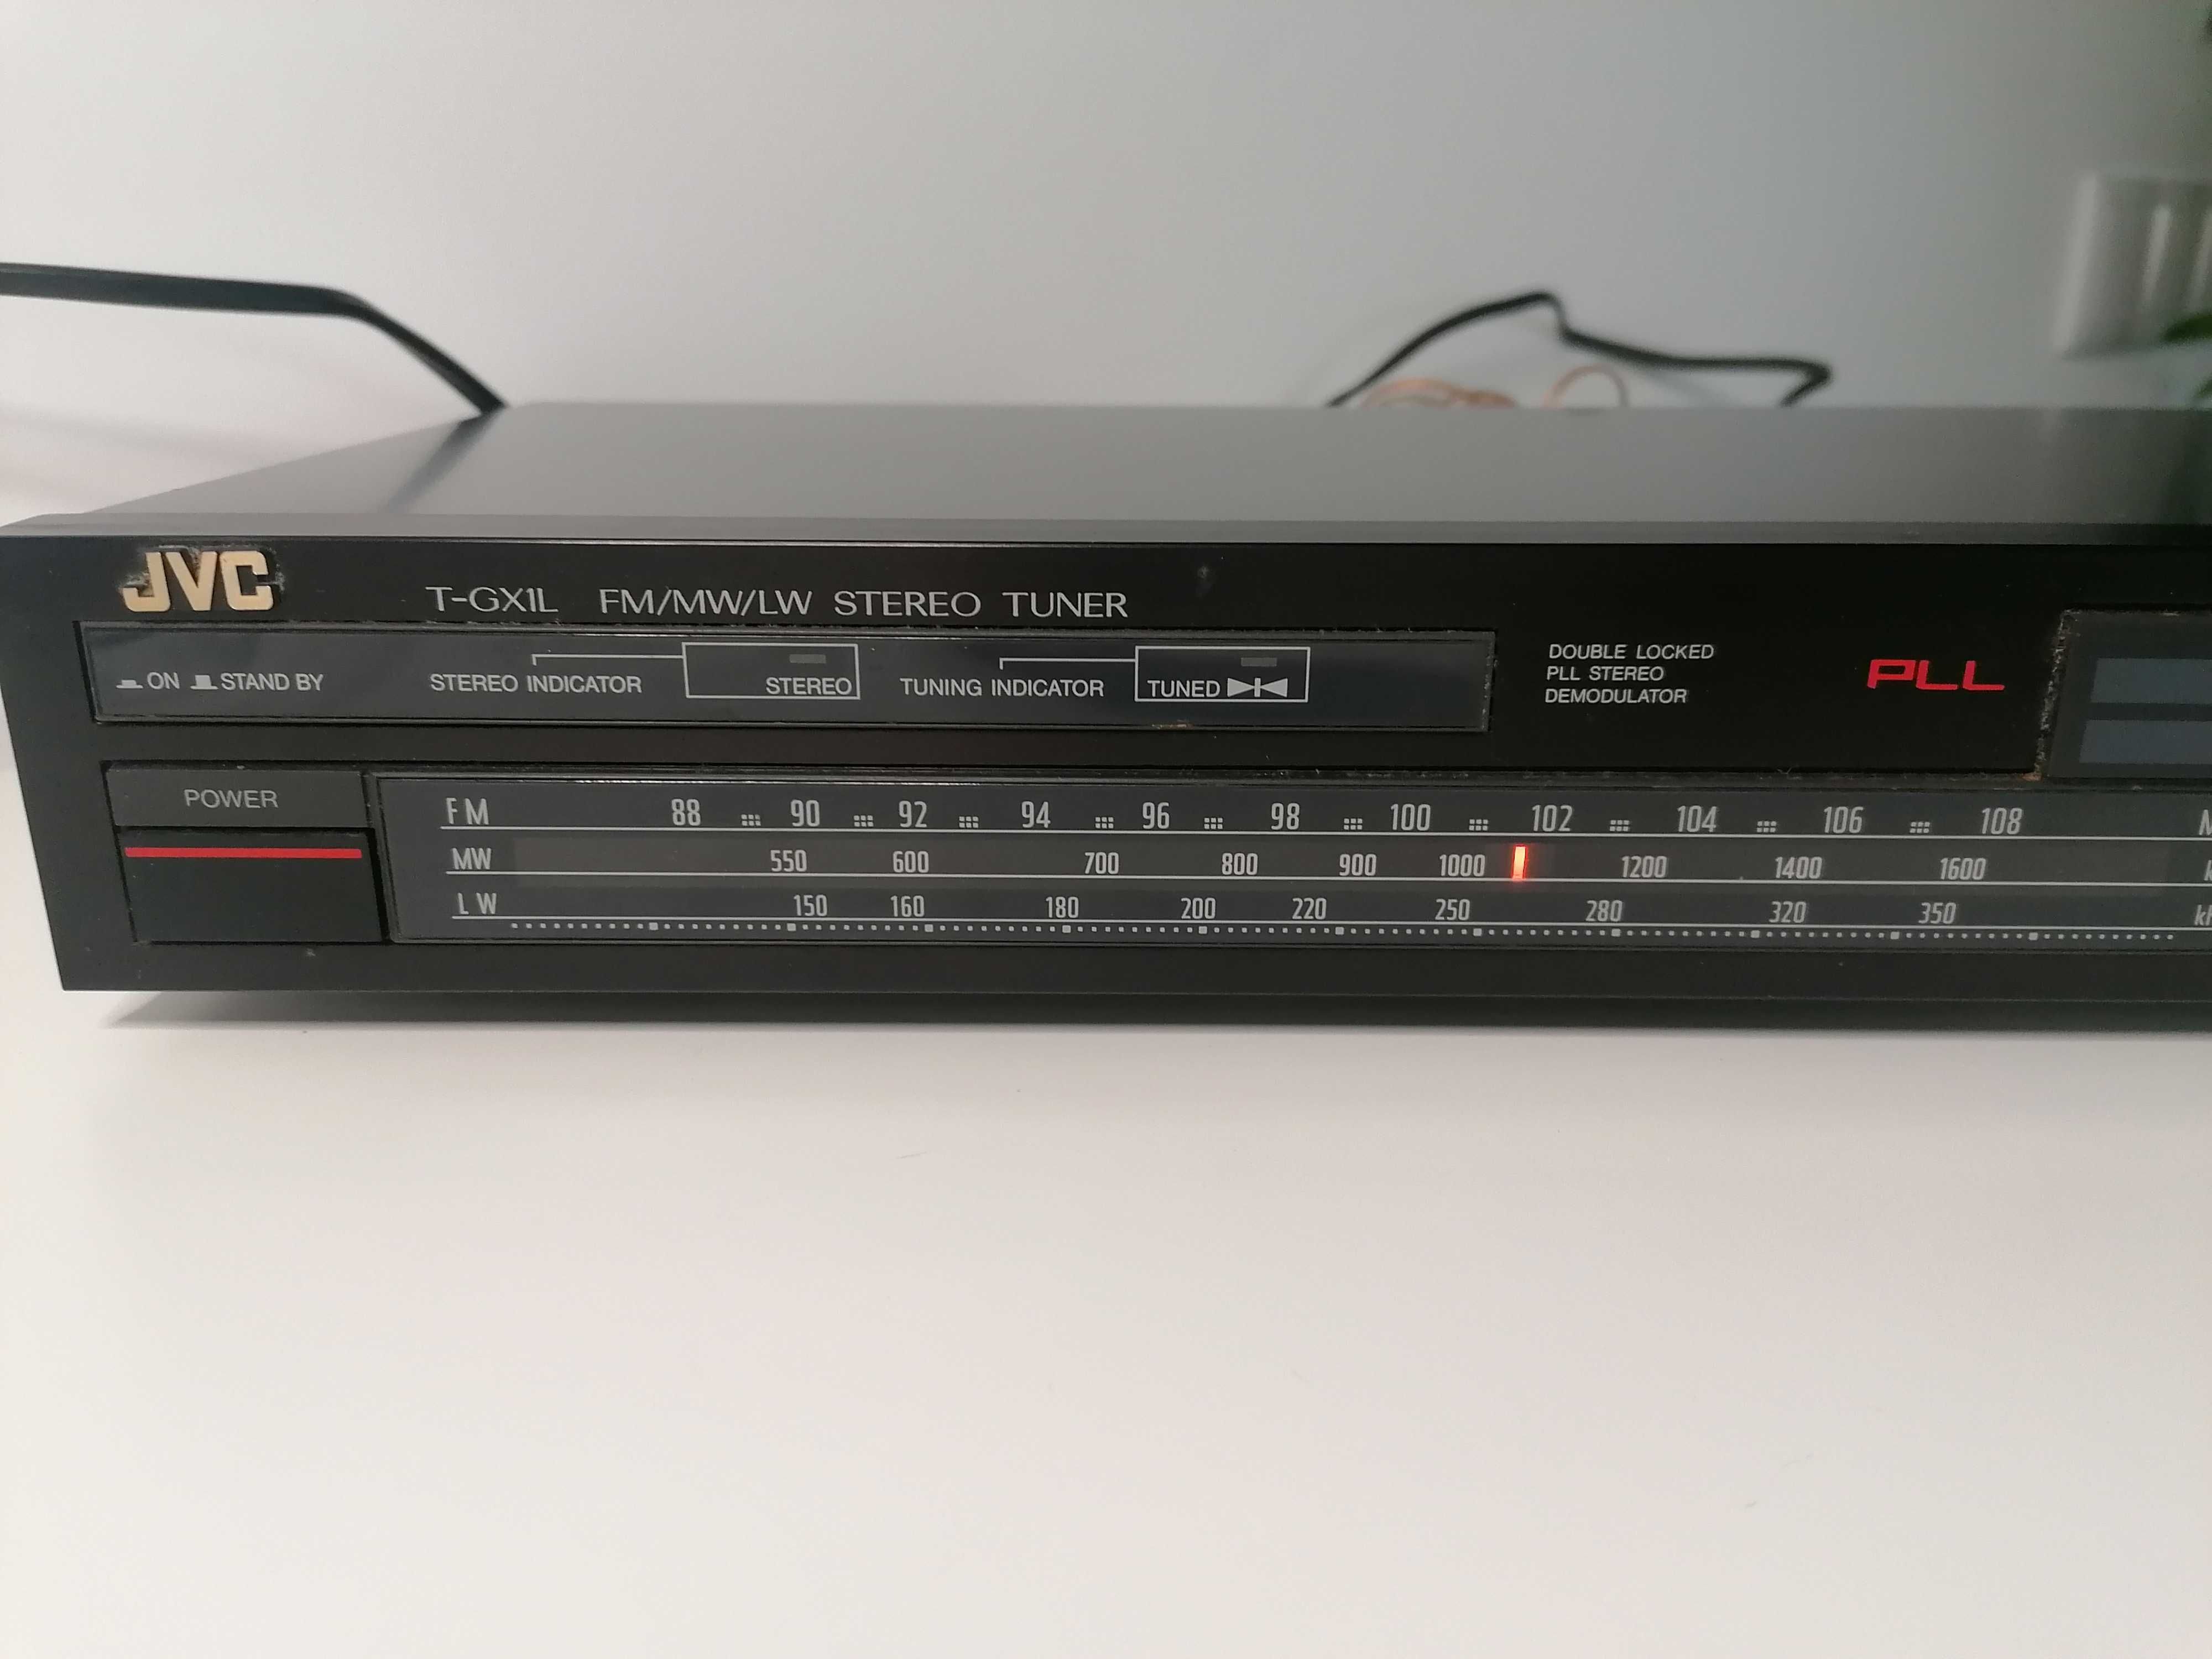 JVC
T-GX1L FM/MW/LW STEREO TUNER
ON STAND BY
STEREO INDICATOR
STEREO
TUNING INDICATOR
TUNED
DOUBLE LOCKED
PLL STEREO
DEMODULATOR
PLL
POWER
FM 88 90 92 94 96 98 100 102 104 106 108
MW 550 600 700 800 900 1000 1200 1400 1600
LW 150 160 180 200 220 250 280 320 350